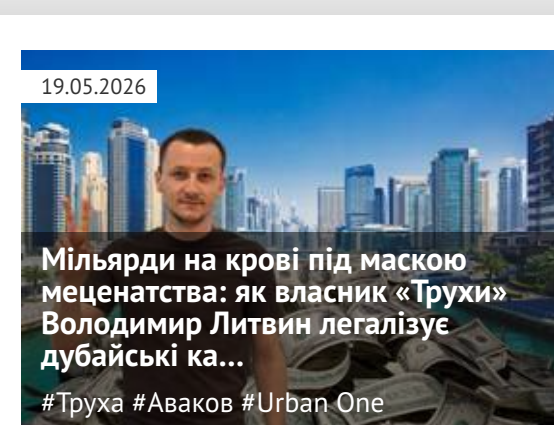 19.05.2026
Мільярди на крові під маскою
меценатства: як власник «Трухи»
Володимир Литвин легалізує
дубайські ка...
#Труха #Аваков #Urban One